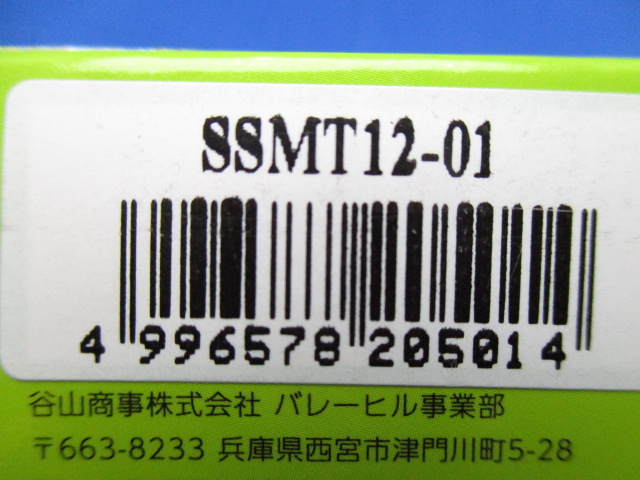 SSMT12-01
4 996578 205014
谷山商事株式会社 バレーヒル事業部
〒663-8233 兵庫県西宮市津門川町5-28